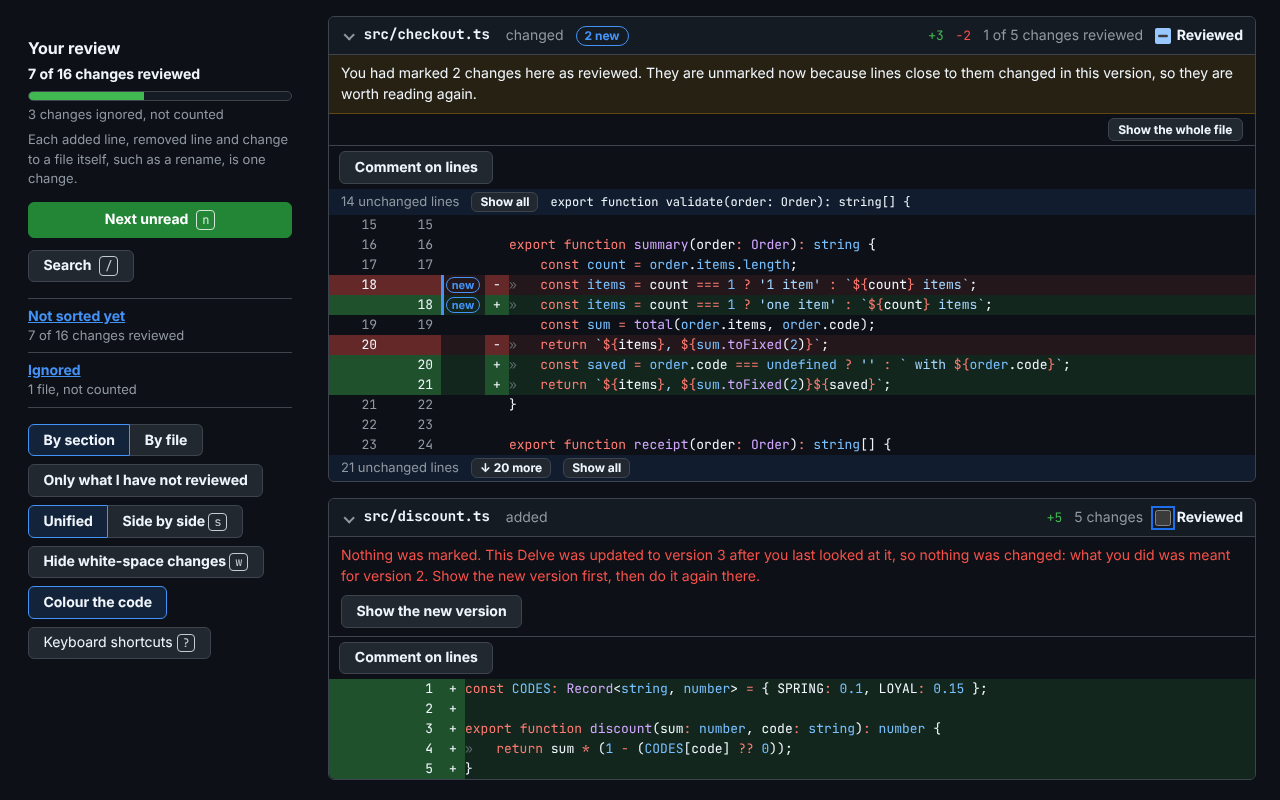 Your review
7 of 16 changes reviewed
3 changes ignored, not counted
Each added line, removed line and change
to a file itself, such as a rename, is one
change.
Next unread n
Search /
Not sorted yet
7 of 16 changes reviewed
Ignored
1 file, not counted
By section By file
Only what I have not reviewed
Unified Side by side s
Hide white-space changes w
Colour the code
Keyboard shortcuts ?
src/checkout.ts changed 2 new +3 -2 1 of 5 changes reviewed Reviewed
You had marked 2 changes here as reviewed. They are unmarked now because lines close to them changed in this version, so they are
worth reading again.
Show the whole file
Comment on lines
14 unchanged lines Show all export function validate(order: Order): string[] {
15 15
16 16 export function summary(order: Order): string {
17 17 const count = order.items.length;
18 new - » const items = count === 1 ? '1 item' : `${count} items`;
18 new + » const items = count === 1 ? 'one item' : `${count} items`;
19 19 const sum = total(order.items, order.code);
20 - » return `${items}, ${sum.toFixed(2)}`;
20 + » const saved = order.code === undefined ? '' : ` with ${order.code}`;
21 + » return `${items}, ${sum.toFixed(2)}${saved}`;
21 22 }
22 23
23 24 export function receipt(order: Order): string[] {
21 unchanged lines ↓ 20 more Show all
src/discount.ts added +5 5 changes Reviewed
Nothing was marked. This Delve was updated to version 3 after you last looked at it, so nothing was changed: what you did was meant
for version 2. Show the new version first, then do it again there.
Show the new version
Comment on lines
1 + const CODES: Record<string, number> = { SPRING: 0.1, LOYAL: 0.15 };
2 +
3 + export function discount(sum: number, code: string): number {
4 + » return sum * (1 - (CODES[code] ?? 0));
5 + }